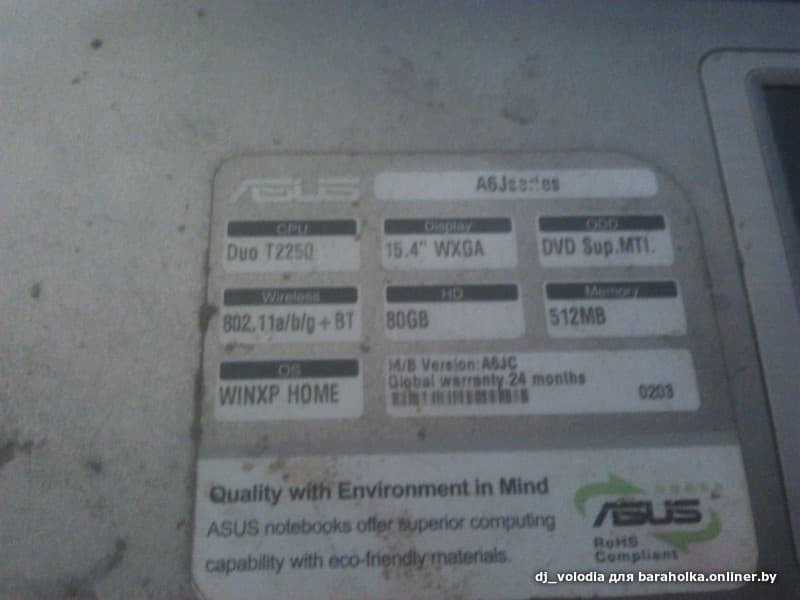 ASUS A6Jseries
CPU Display ODD
Duo T2250 15.4" WXGA DVD Sup.MTI.
Wireless HD Memory
802.11a/b/g+BT 80GB 512MB
OS
WINXP HOME
M/B Version:A6JC
Global warranty 24 months
0203
Quality with Environment in Mind
ASUS notebooks offer superior computing
capability with eco-friendly materials.
ASUS
RoHS
Compliant
dj_volodia для baraholka.onliner.by